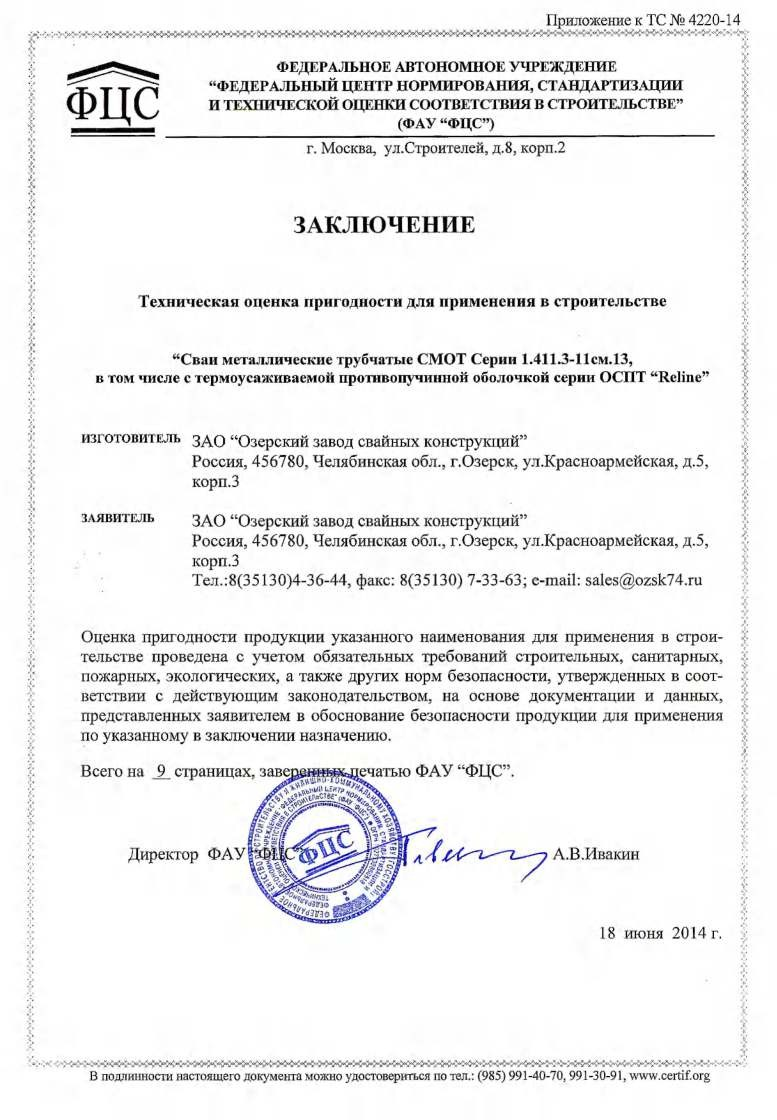 Приложение к ТС № 4220-14
ФЦС
ФЕДЕРАЛЬНОЕ АВТОНОМНОЕ УЧРЕЖДЕНИЕ
“ФЕДЕРАЛЬНЫЙ ЦЕНТР НОРМИРОВАНИЯ, СТАНДАРТИЗАЦИИ
И ТЕХНИЧЕСКОЙ ОЦЕНКИ СООТВЕТСТВИЯ В СТРОИТЕЛЬСТВЕ”
(ФАУ “ФЦС”)
г. Москва, ул.Строителей, д.8, корп.2
ЗАКЛЮЧЕНИЕ
Техническая оценка пригодности для применения в строительстве
“Сваи металлические трубчатые СМОТ Серии 1.411.3-11см.13,
в том числе с термоусаживаемой противопучинной оболочкой серии ОСПТ “Reline”
ИЗГОТОВИТЕЛЬ ЗАО “Озерский завод свайных конструкций”
Россия, 456780, Челябинская обл., г.Озерск, ул.Красноармейская, д.5,
корп.3
ЗАЯВИТЕЛЬ ЗАО “Озерский завод свайных конструкций”
Россия, 456780, Челябинская обл., г.Озерск, ул.Красноармейская, д.5,
корп.3
Тел.:8(35130)4-36-44, факс: 8(35130) 7-33-63; e-mail: sales@ozsk74.ru
Оценка пригодности продукции указанного наименования для применения в строи-
тельстве проведена с учетом обязательных требований строительных, санитарных,
пожарных, экологических, а также других норм безопасности, утвержденных в соот-
ветствии с действующим законодательством, на основе документации и данных,
представленных заявителем в обоснование безопасности продукции для применения
по указанному в заключении назначению.
Всего на 9 страницах, заверенных печатью ФАУ “ФЦС”.
Директор ФАУ “ФЦС”
ФЦС
А.В.Ивакин
18 июня 2014 г.
В подлинности настоящего документа можно удостовериться по тел.: (985) 991-40-70, 991-30-91, www.certif.org